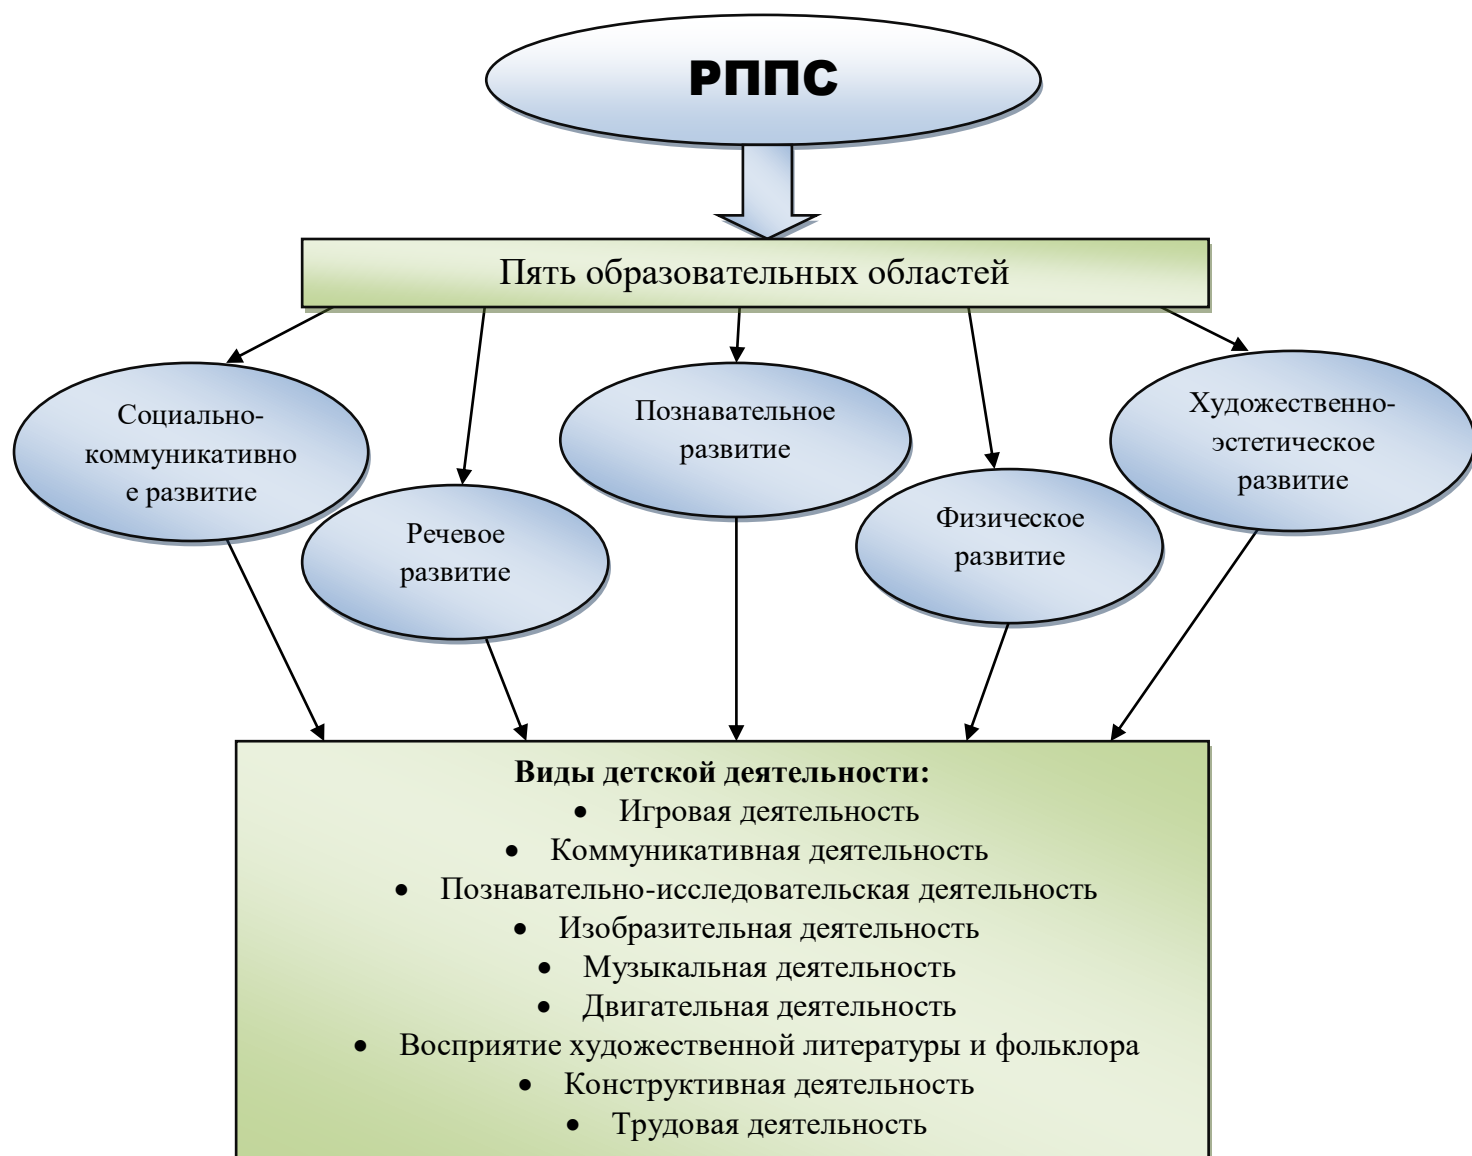 РППС
Пять образовательных областей
Социально-
коммуникативно
е развитие
Речевое
развитие
Познавательное
развитие
Физическое
развитие
Художественно-
эстетическое
развитие
Виды детской деятельности:
• Игровая деятельность
• Коммуникативная деятельность
• Познавательно-исследовательская деятельность
• Изобразительная деятельность
• Музыкальная деятельность
• Двигательная деятельность
• Восприятие художественной литературы и фольклора
• Конструктивная деятельность
• Трудовая деятельность